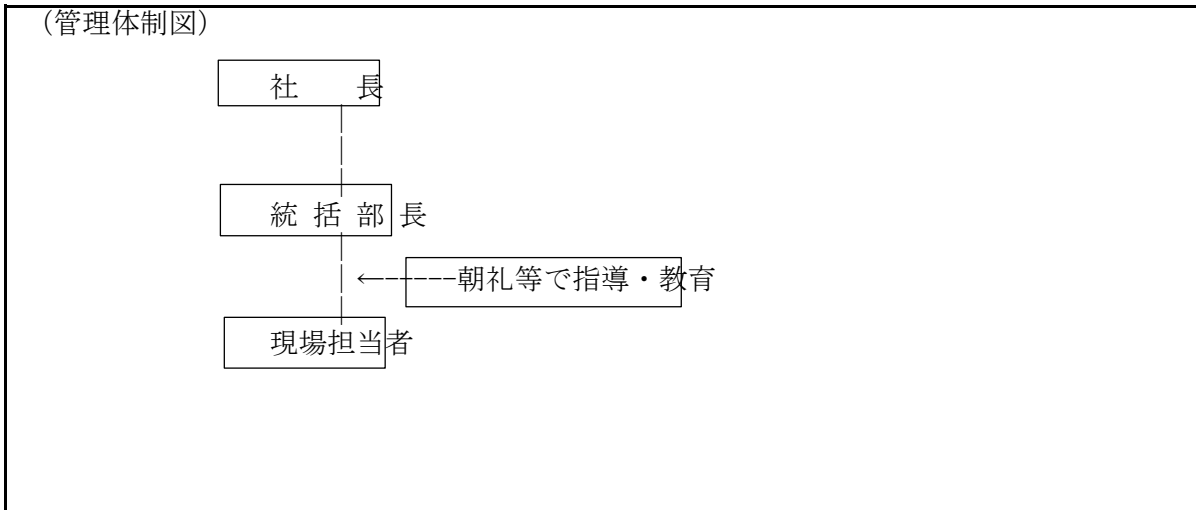 （管理体制図）
社　　長
統 括 部 長
←------朝礼等で指導・教育
現場担当者